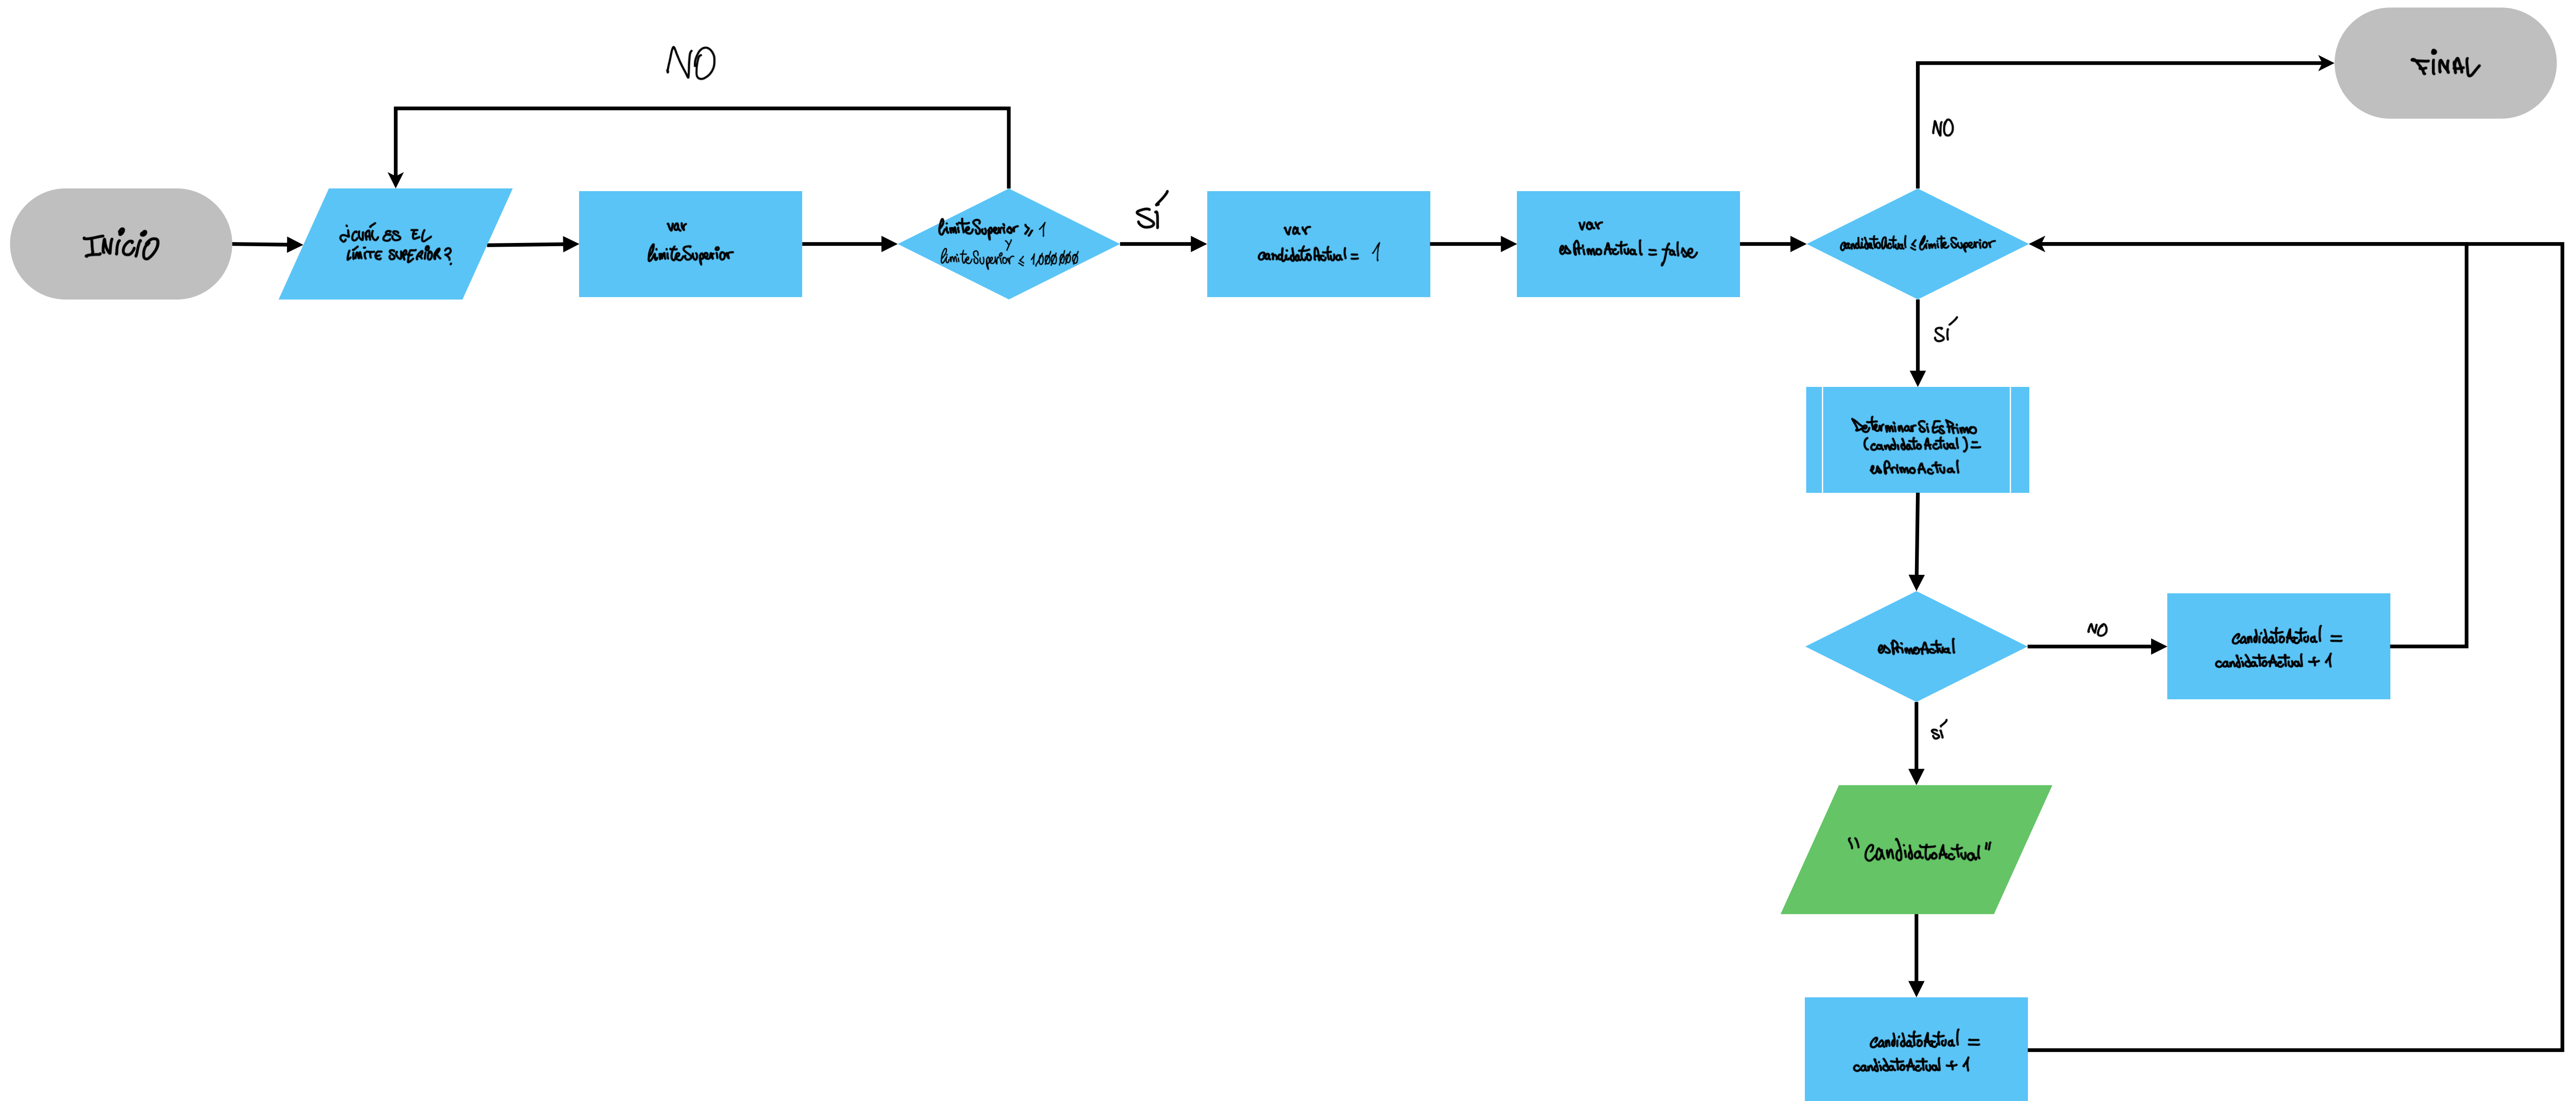 NO
FINAL
NO
INICIO
¿CUÁL ES EL
LÍMITE SUPERIOR?
var
limiteSuperior
limiteSuperior ≥ 1
y
limiteSuperior ≤ 1,000,000
SÍ
var
candidatoActual = 1
var
esPrimoActual = false
candidatoActual ≤ limiteSuperior
SÍ
DeterminarSiEsPrimo
(candidatoActual) =
esPrimoActual
esPrimoActual
NO
candidatoActual =
candidatoActual + 1
SÍ
"CandidatoActual"
candidatoActual =
candidatoActual + 1